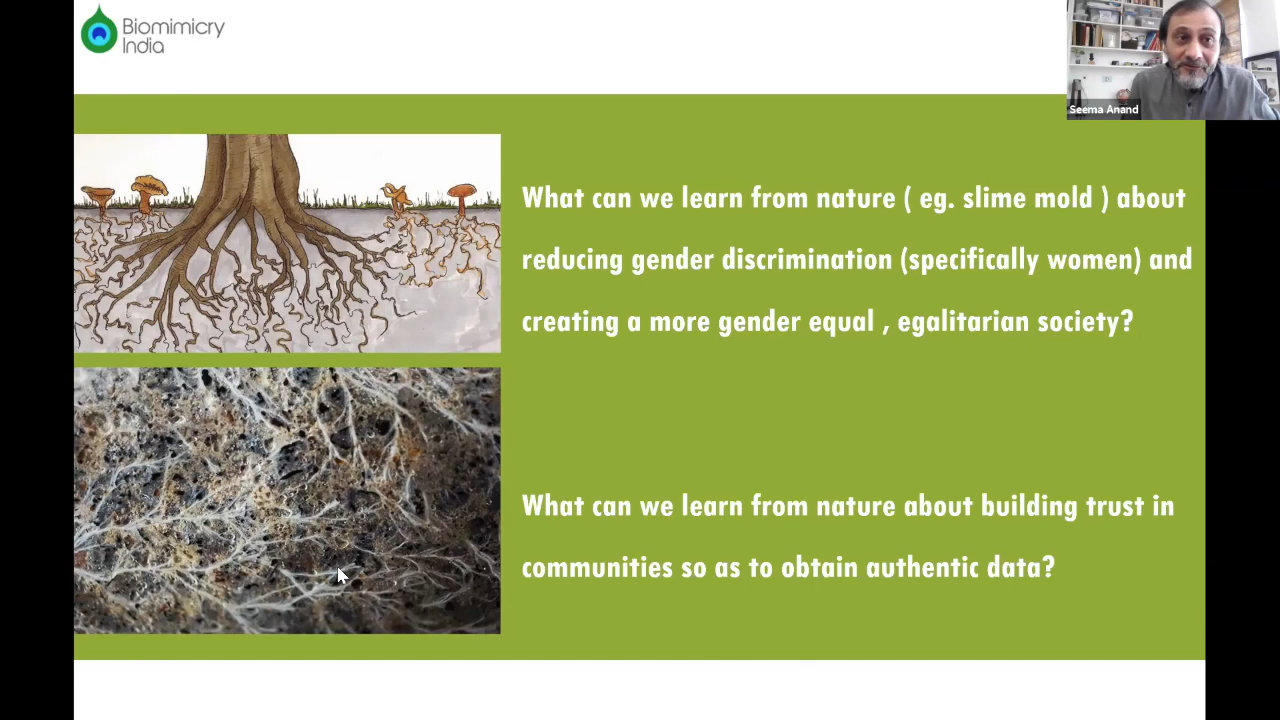 Biomimicry
India
Seema Anand
What can we learn from nature ( eg. slime mold ) about
reducing gender discrimination (specifically women) and
creating a more gender equal , egalitarian society?
What can we learn from nature about building trust in
communities so as to obtain authentic data?